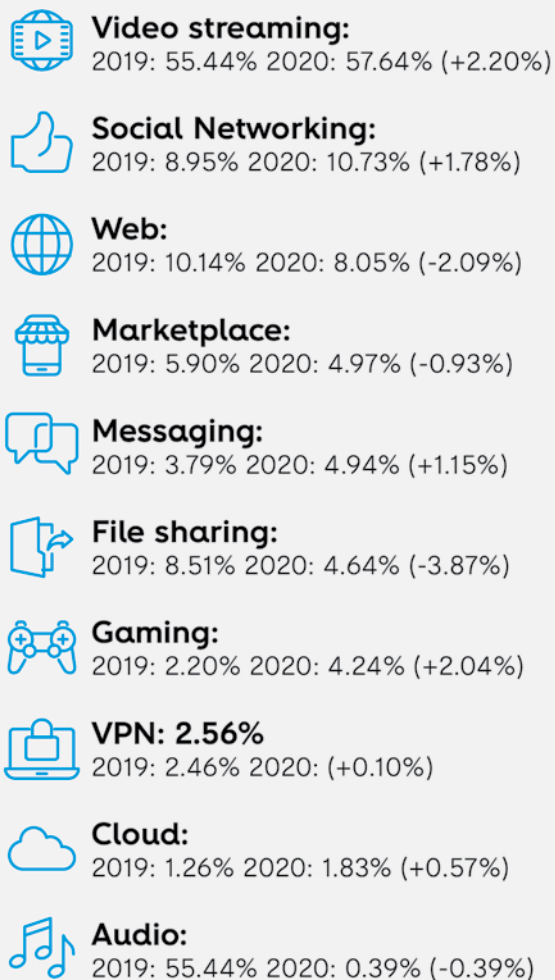 Video streaming:
2019: 55.44% 2020: 57.64% (+2.20%)
Social Networking:
2019: 8.95% 2020: 10.73% (+1.78%)
Web:
2019: 10.14% 2020: 8.05% (-2.09%)
Marketplace:
2019: 5.90% 2020: 4.97% (-0.93%)
Messaging:
2019: 3.79% 2020: 4.94% (+1.15%)
File sharing:
2019: 8.51% 2020: 4.64% (-3.87%)
Gaming:
2019: 2.20% 2020: 4.24% (+2.04%)
VPN: 2.56%
2019: 2.46% 2020: (+0.10%)
Cloud:
2019: 1.26% 2020: 1.83% (+0.57%)
Audio:
2019: 55.44% 2020: 0.39% (-0.39%)